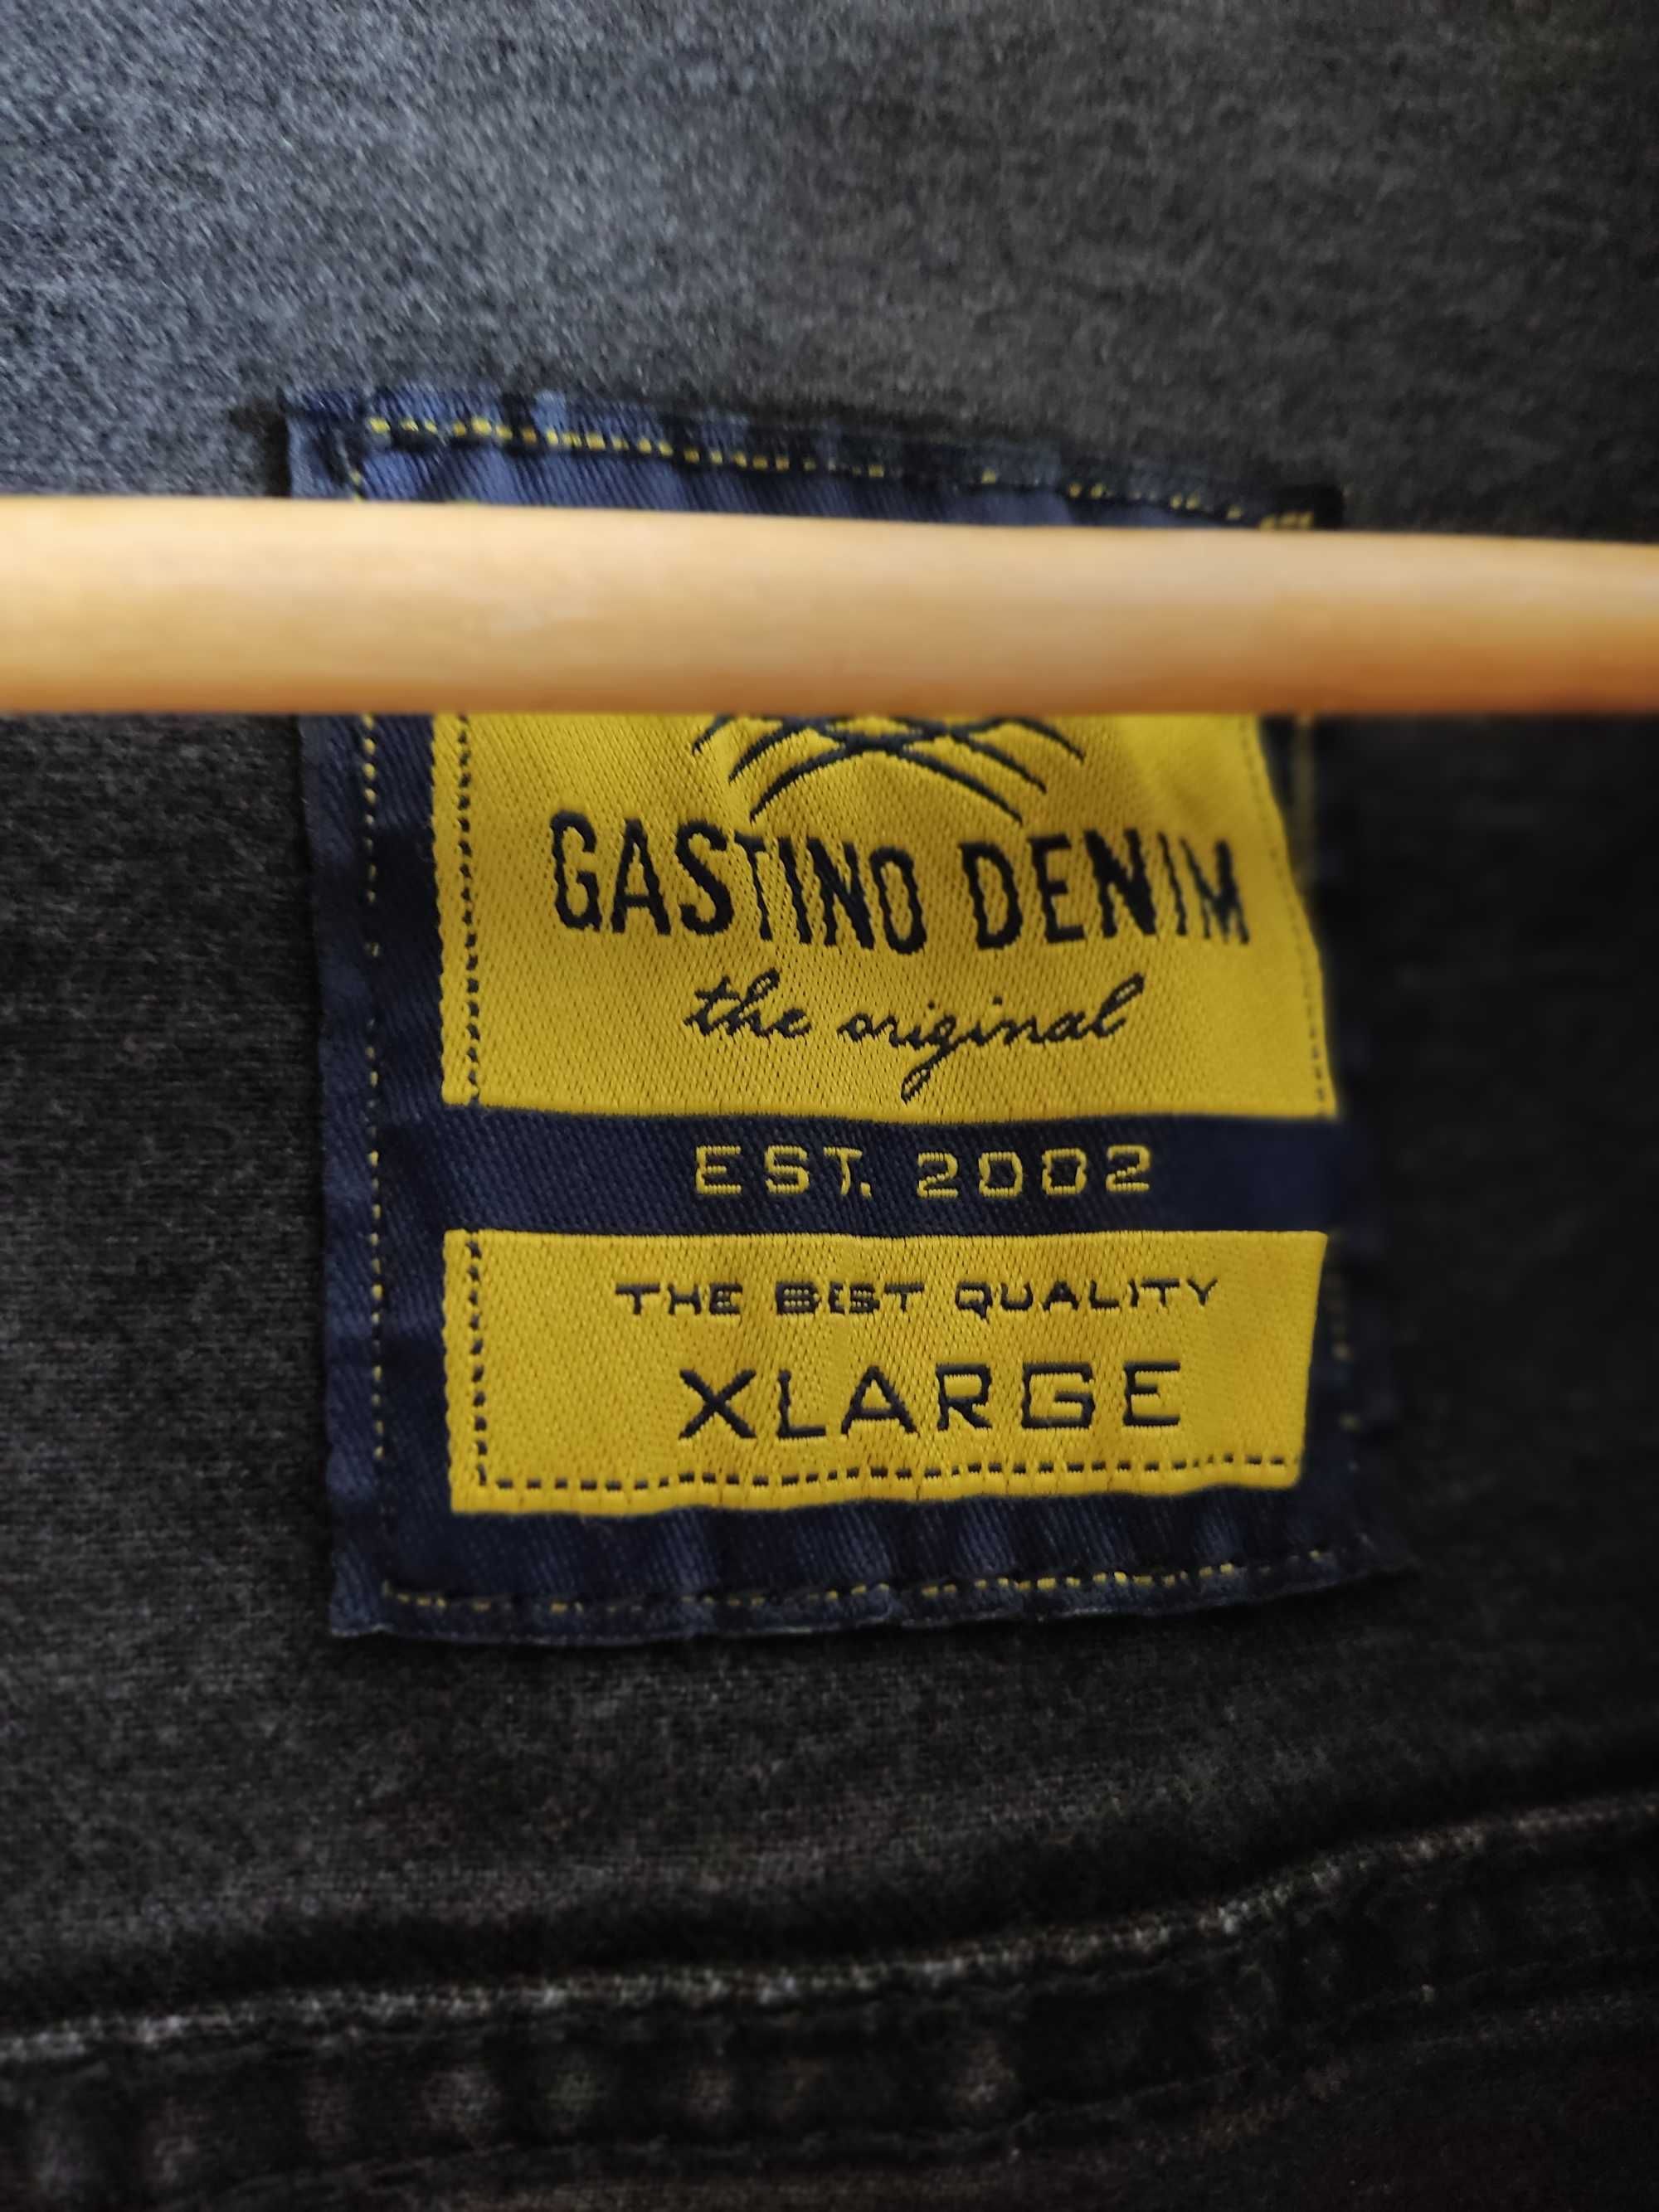 GASTINO DENIM
the original
EST. 2002
THE BEST QUALITY
XLARGE